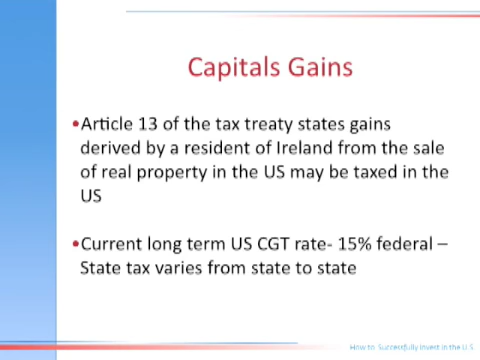 Capitals Gains
•Article 13 of the tax treaty states gains
derived by a resident of Ireland from the sale
of real property in the US may be taxed in the
US
•Current long term US CGT rate- 15% federal –
State tax varies from state to state
How to Successfully Invest in the U.S